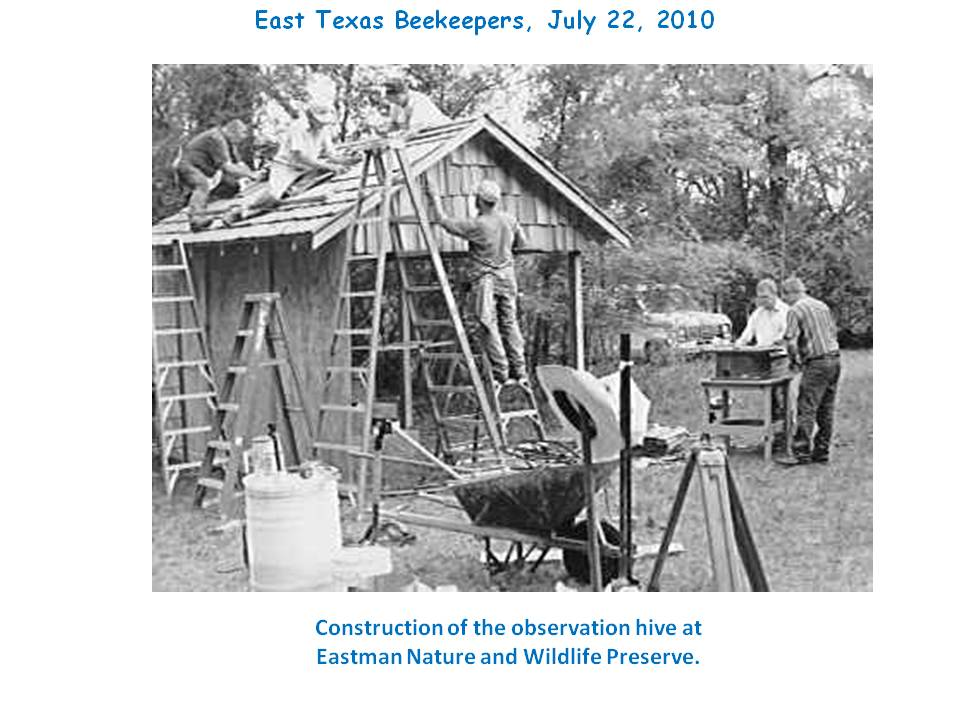 East Texas Beekeepers, July 22, 2010
Construction of the observation hive at
Eastman Nature and Wildlife Preserve.